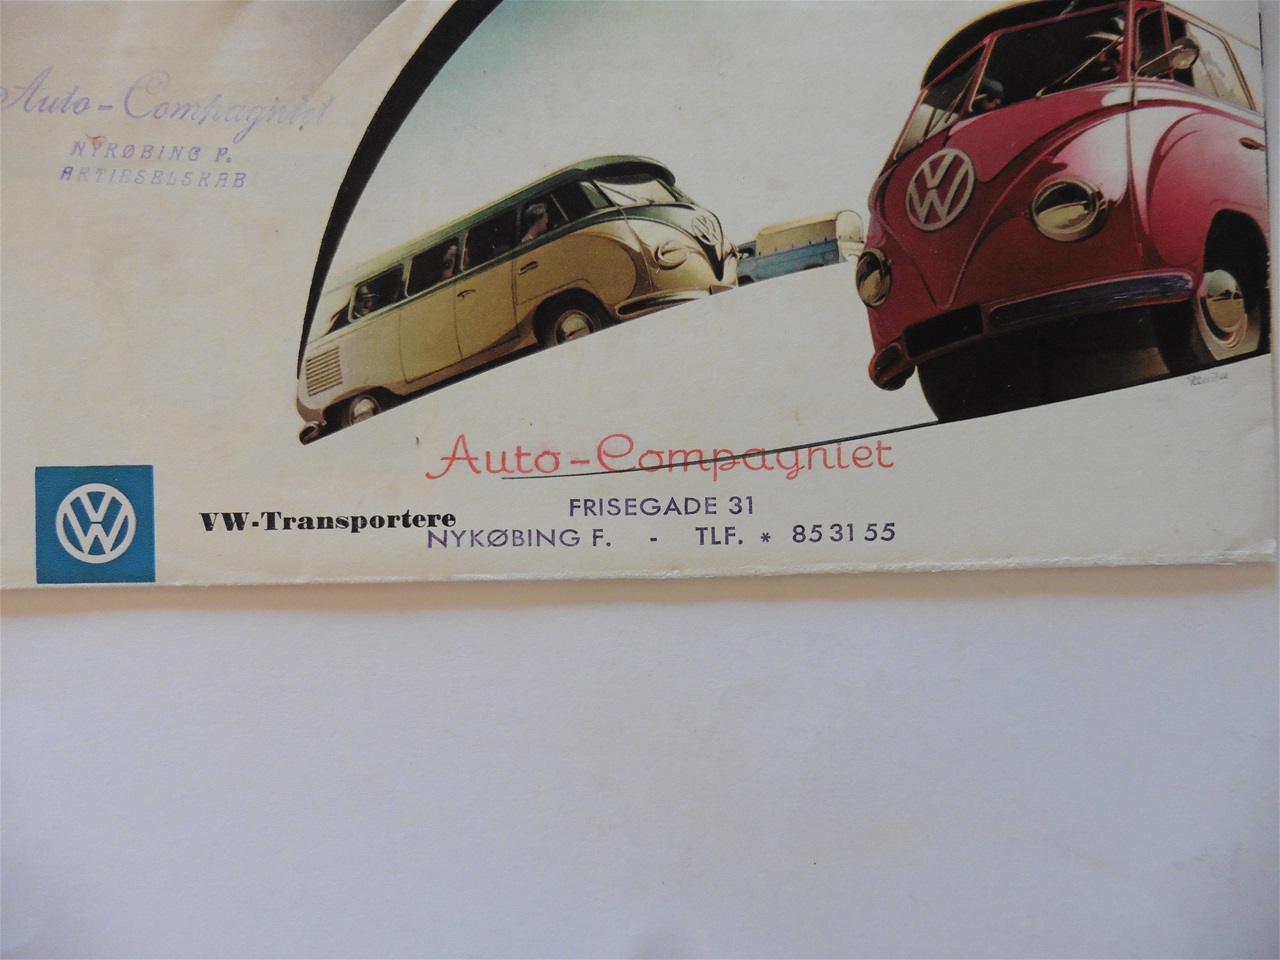 Auto-Compagniet
NYKØBING F.
AKTIESELSKAB
Auto-Compagniet
FRISEGADE 31
VW-Transportere
NYKØBING F. - TLF. * 85 31 55